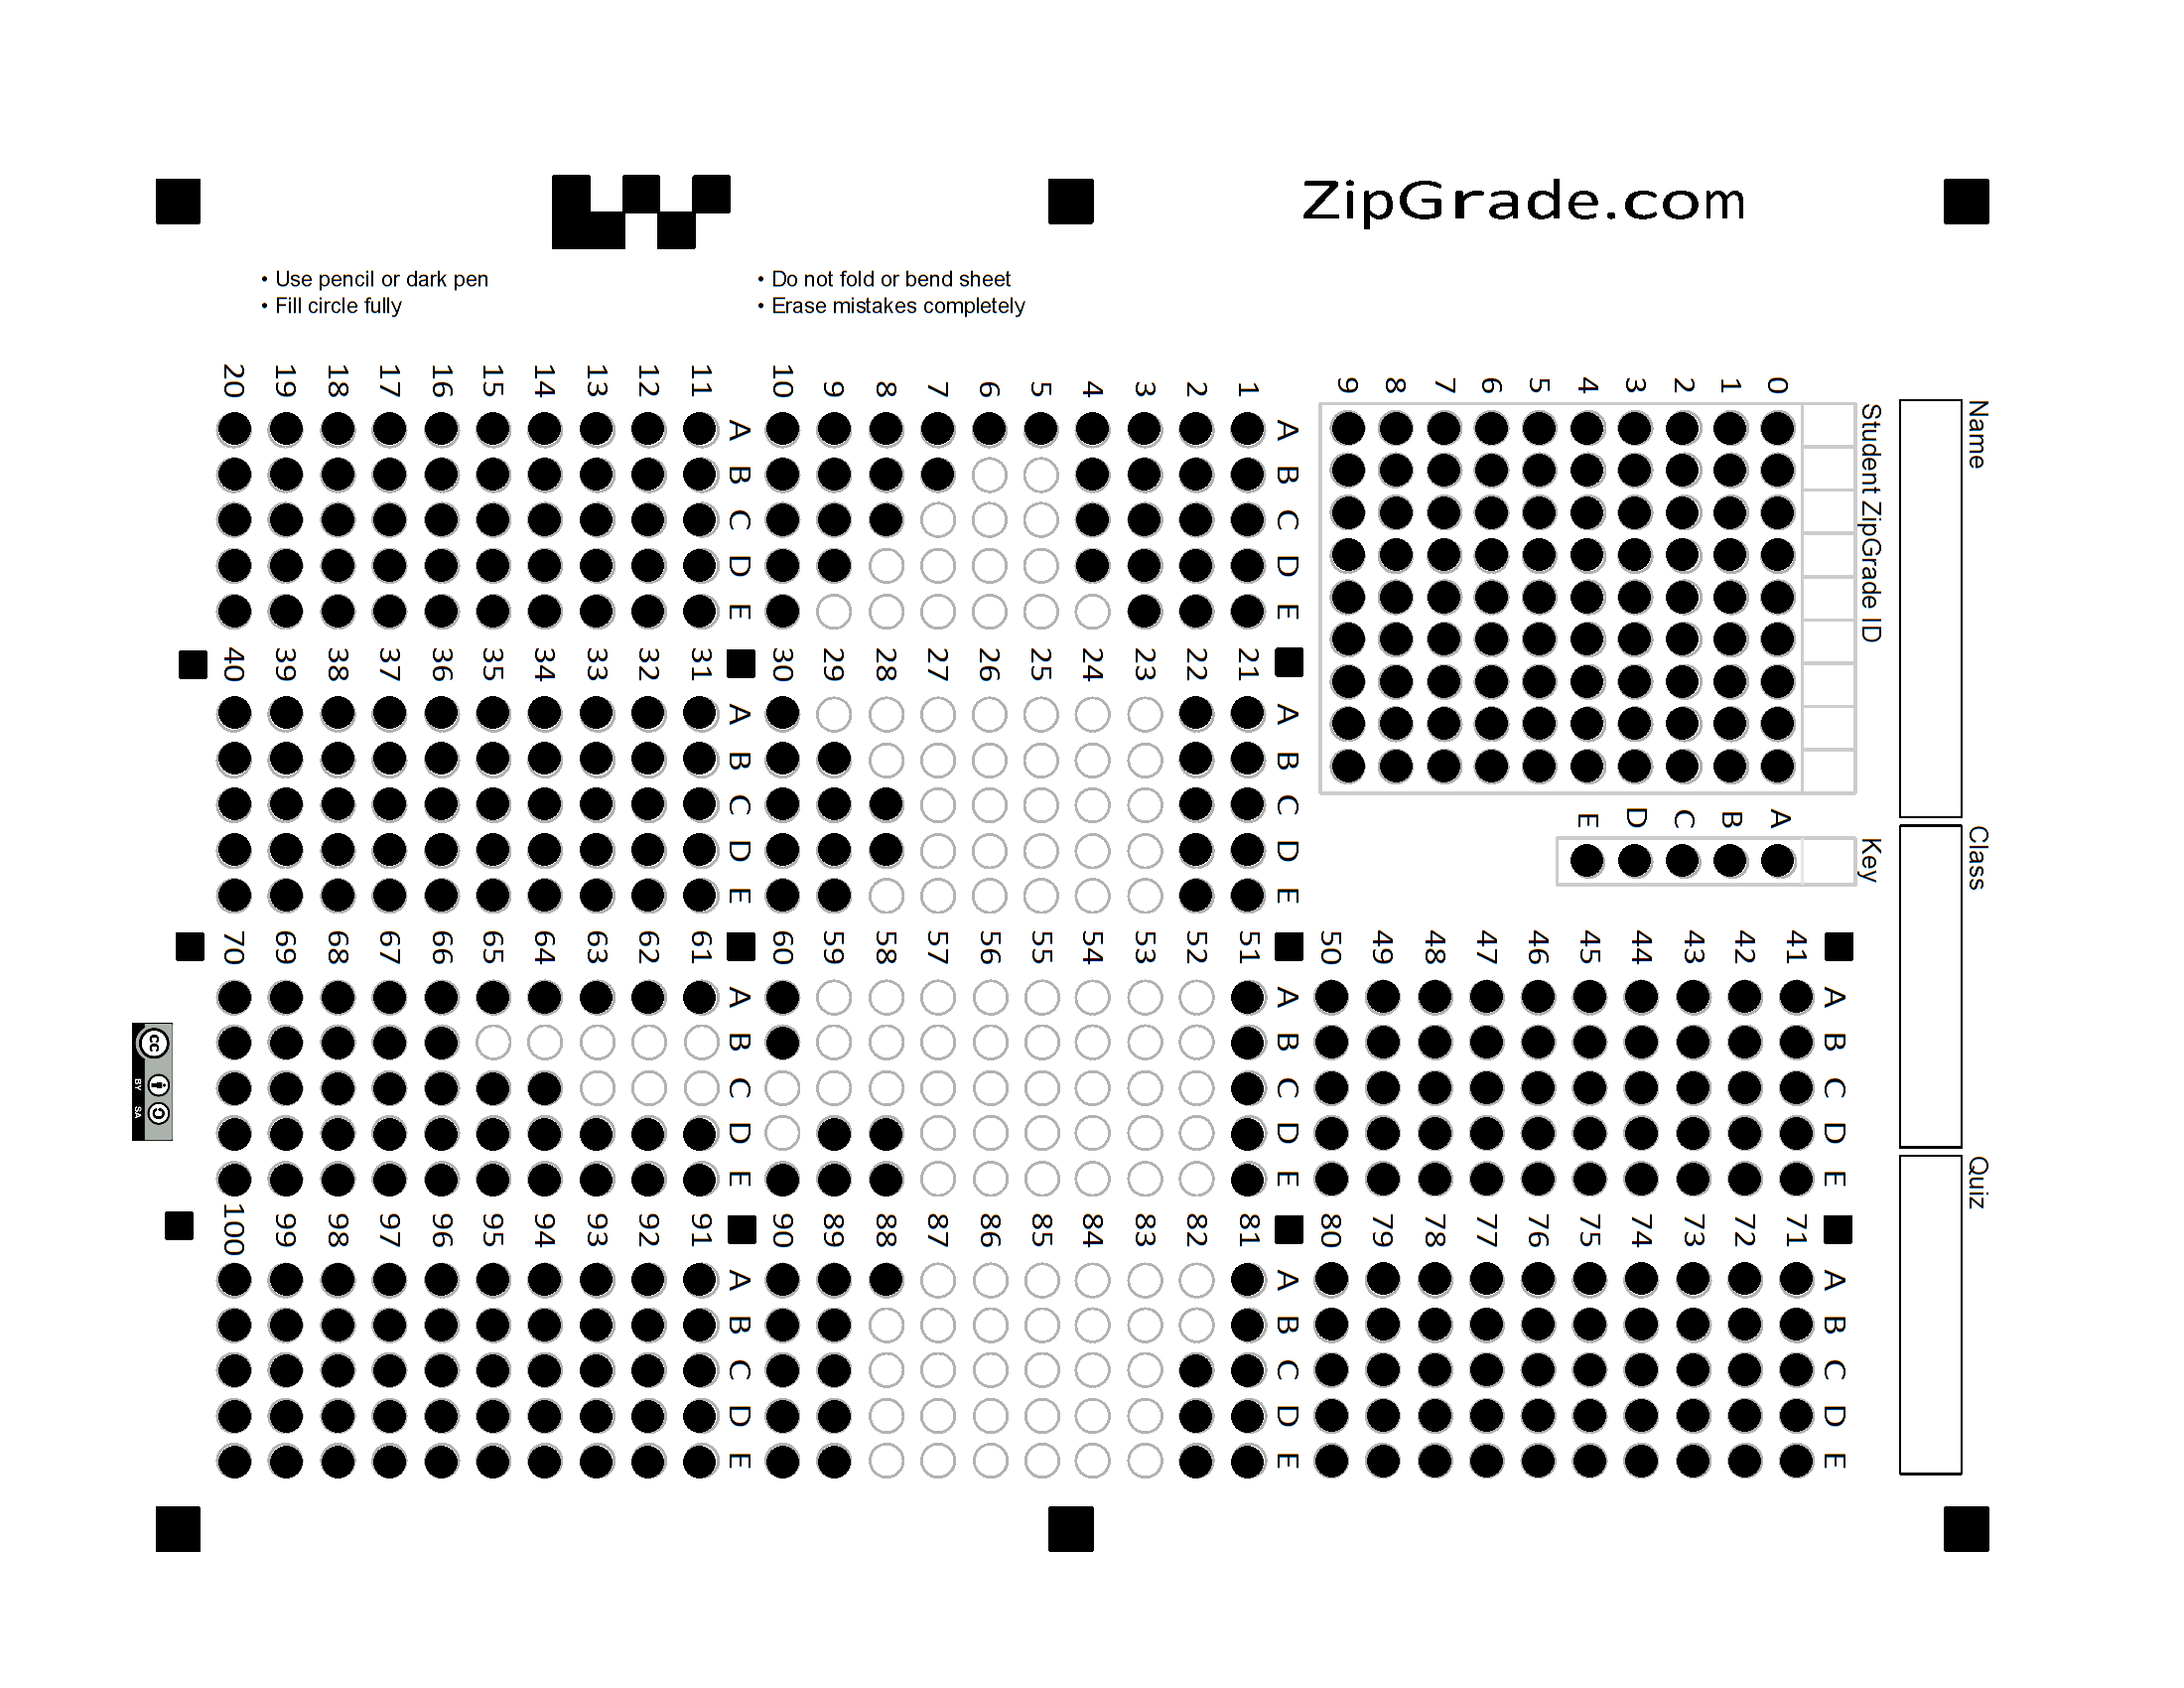 ZipGrade.com
• Use pencil or dark pen
• Fill circle fully
• Do not fold or bend sheet
• Erase mistakes completely
Name
Class
Quiz
Student ZipGrade ID
0 1 2 3 4 5 6 7 8 9
Key
A B C D E
41 42 43 44 45 46 47 48 49 50
A B C D E
71 72 73 74 75 76 77 78 79 80
A B C D E
1 2 3 4 5 6 7 8 9 10
A B C D E
21 22 23 24 25 26 27 28 29 30
A B C D E
51 52 53 54 55 56 57 58 59 60
A B C D E
81 82 83 84 85 86 87 88 89 90
A B C D E
11 12 13 14 15 16 17 18 19 20
A B C D E
31 32 33 34 35 36 37 38 39 40
A B C D E
61 62 63 64 65 66 67 68 69 70
A B C D E
91 92 93 94 95 96 97 98 99 100
A B C D E
cc
BY SA